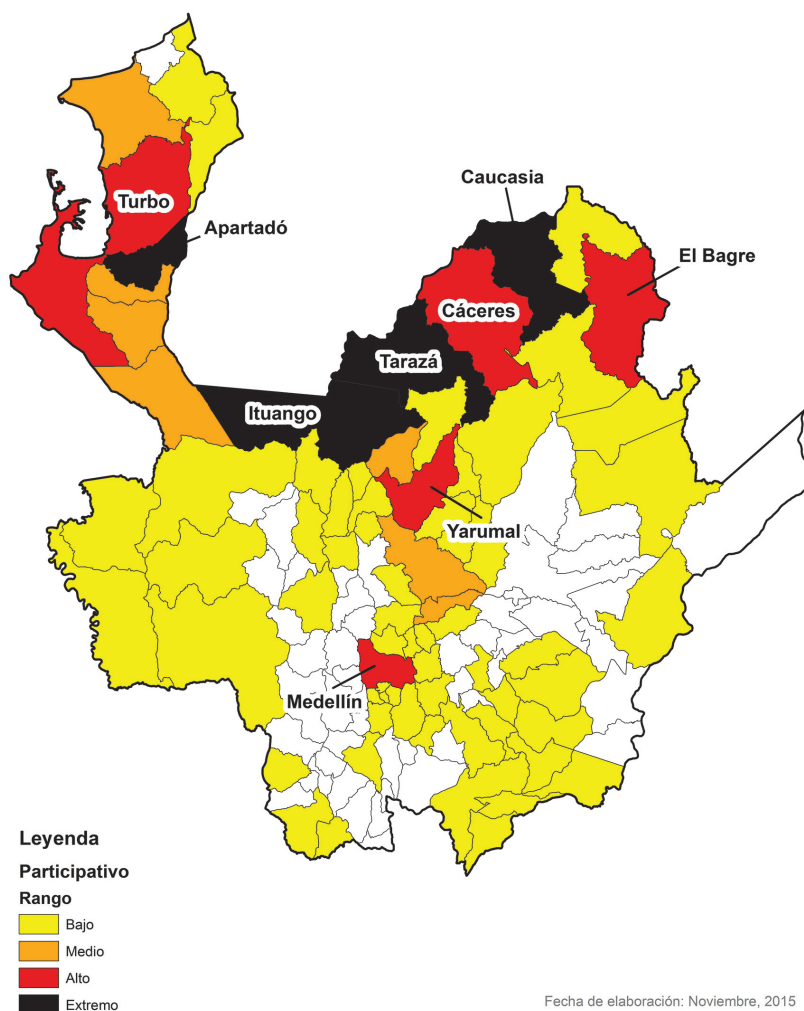 Caucasia
Turbo
Apartadó
El Bagre
Cáceres
Tarazá
Ituango
Yarumal
Medellín
Leyenda
Participativo
Rango
Bajo
Medio
Alto
Extremo
Fecha de elaboración: Noviembre, 2015